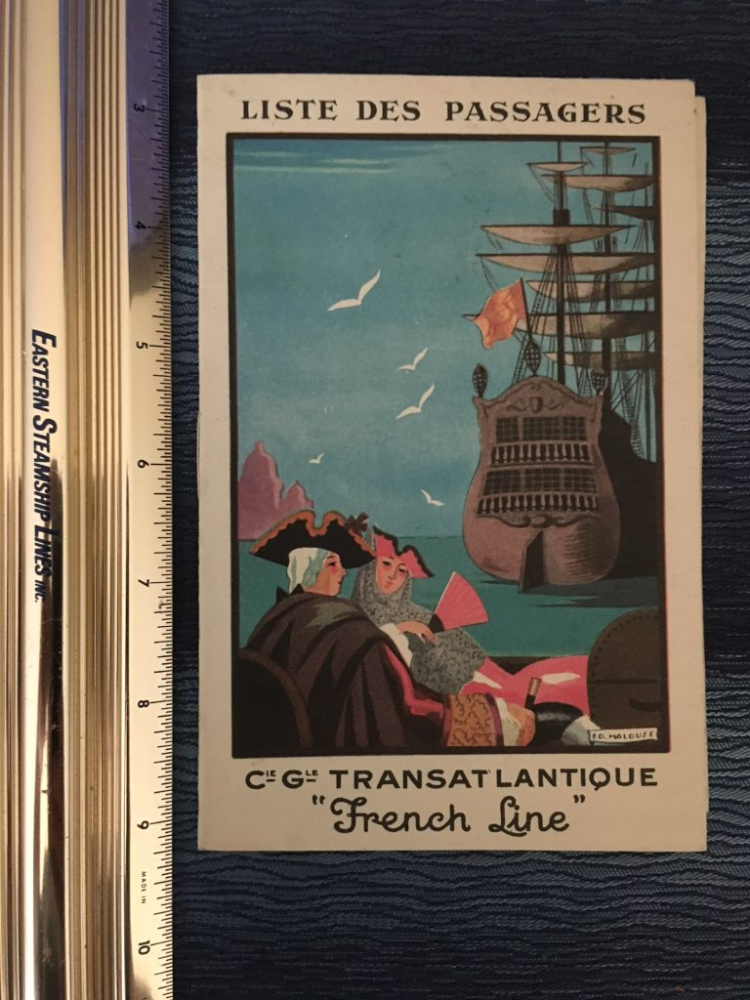 LISTE DES PASSAGERS
ED. HALOUZE
CIE GLE TRANSATLANTIQUE
"French Line"
EASTERN STEAMSHIP LINES INC.
3
4
5
6
7
8
9
MADE IN
10